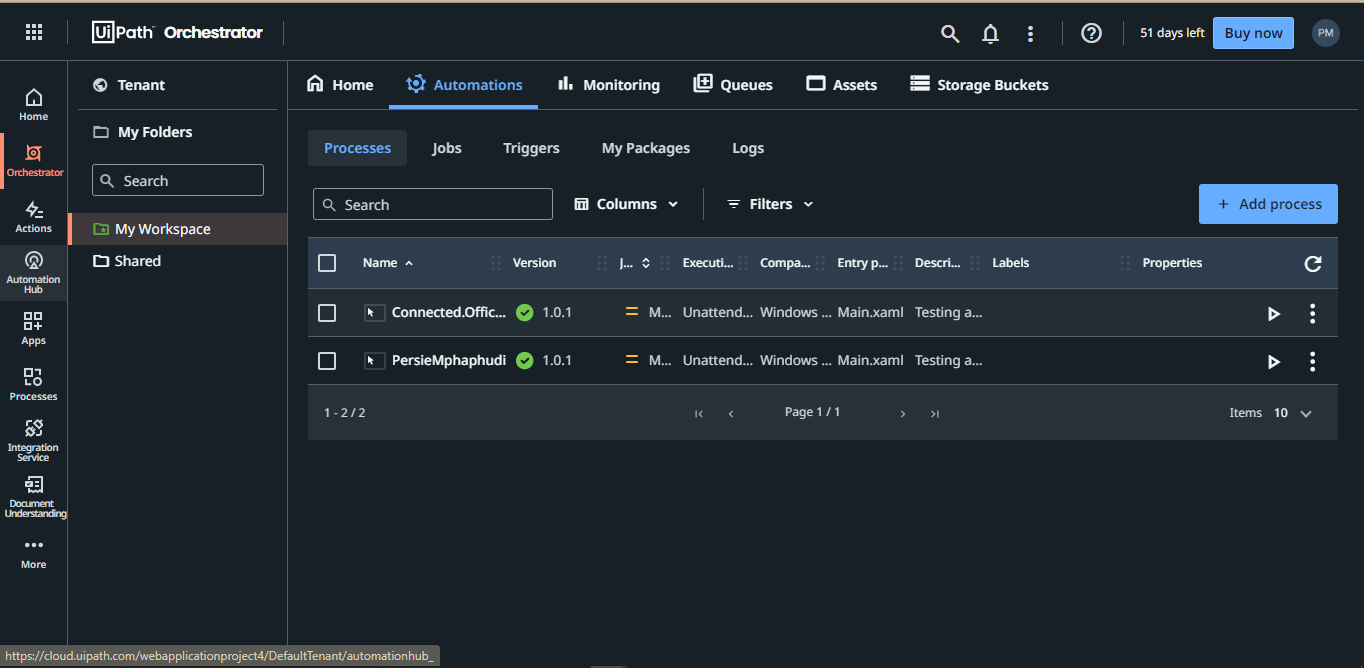 UiPath Orchestrator
51 days left
Buy now
PM
Home
Orchestrator
Actions
Automation
Hub
Apps
Processes
Integration
Service
Document
Understanding
More
Tenant
My Folders
Search
My Workspace
Shared
Home Automations Monitoring Queues Assets Storage Buckets
Processes Jobs Triggers My Packages Logs
Search Columns Filters + Add process
Name Version J... Executi... Compa... Entry p... Descri... Labels Properties
Connected.Offic... 1.0.1 M... Unattend... Windows ... Main.xaml Testing a...
PersieMphaphudi 1.0.1 M... Unattend... Windows ... Main.xaml Testing a...
1 - 2 / 2 Page 1 / 1 Items 10
https://cloud.uipath.com/webapplicationproject4/DefaultTenant/automationhub_